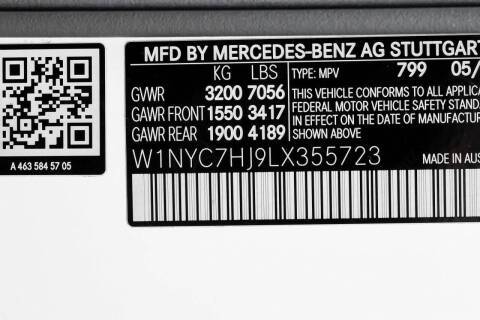 MFD BY MERCEDES-BENZ AG STUTTGART
KG LBS TYPE: MPV 799 05/
GVWR 3200 7056 THIS VEHICLE CONFORMS TO ALL
GAWR FRONT 1550 3417 FEDERAL MOTOR VEHICLE SAFETY STANDA
GAWR REAR 1900 4189 IN EFFECT ON THE DATE OF MANUFACTUR
SHOWN ABOVE.
W1NYC7HJ9LX355723 MADE IN AUS
A 463 584 57 05